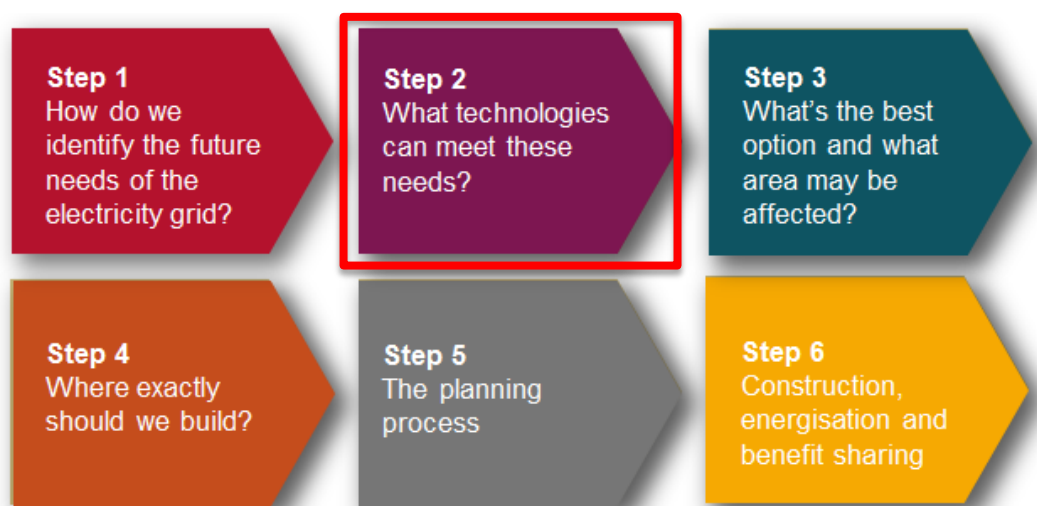 Step 1
How do we
identify the future
needs of the
electricity grid?
Step 2
What technologies
can meet these
needs?
Step 3
What's the best
option and what
area may be
affected?
Step 4
Where exactly
should we build?
Step 5
The planning
process
Step 6
Construction,
energisation and
benefit sharing